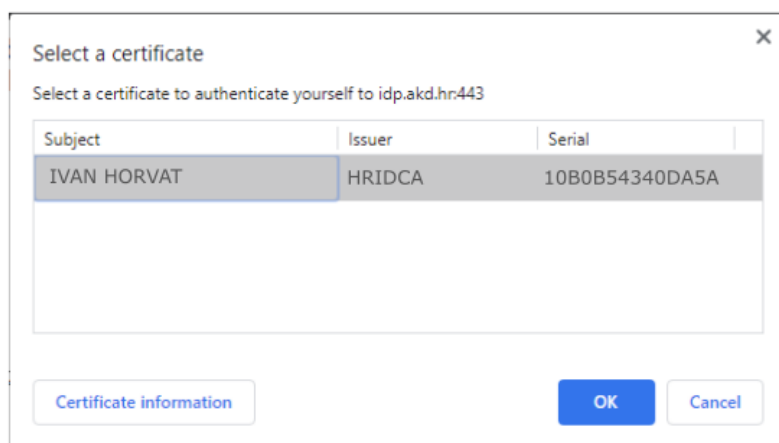 Select a certificate
Select a certificate to authenticate yourself to idp.akd.hr:443
Subject Issuer Serial
IVAN HORVAT HRIDCA 10B0B54340DA5A
Certificate information OK Cancel